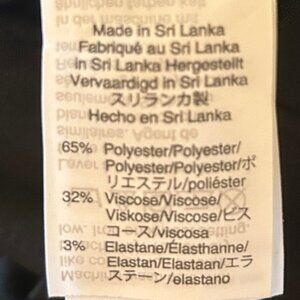 Made in Sri Lanka
Fabriqué au Sri Lanka
in Sri Lanka Hergestellt
Vervaardigd in Sri Lanka
スリランカ製
Hecho en Sri Lanka
65% Polyester/Polyester/
Polyester/Polyester/ポ
リエステル/poliéster
32% Viscose/Viscose/
Viskose/Viscose/ビス
コース/viscosa
3% Elastane/Élasthanne/
Elastan/Elastaan/エラ
ステーン/elastano